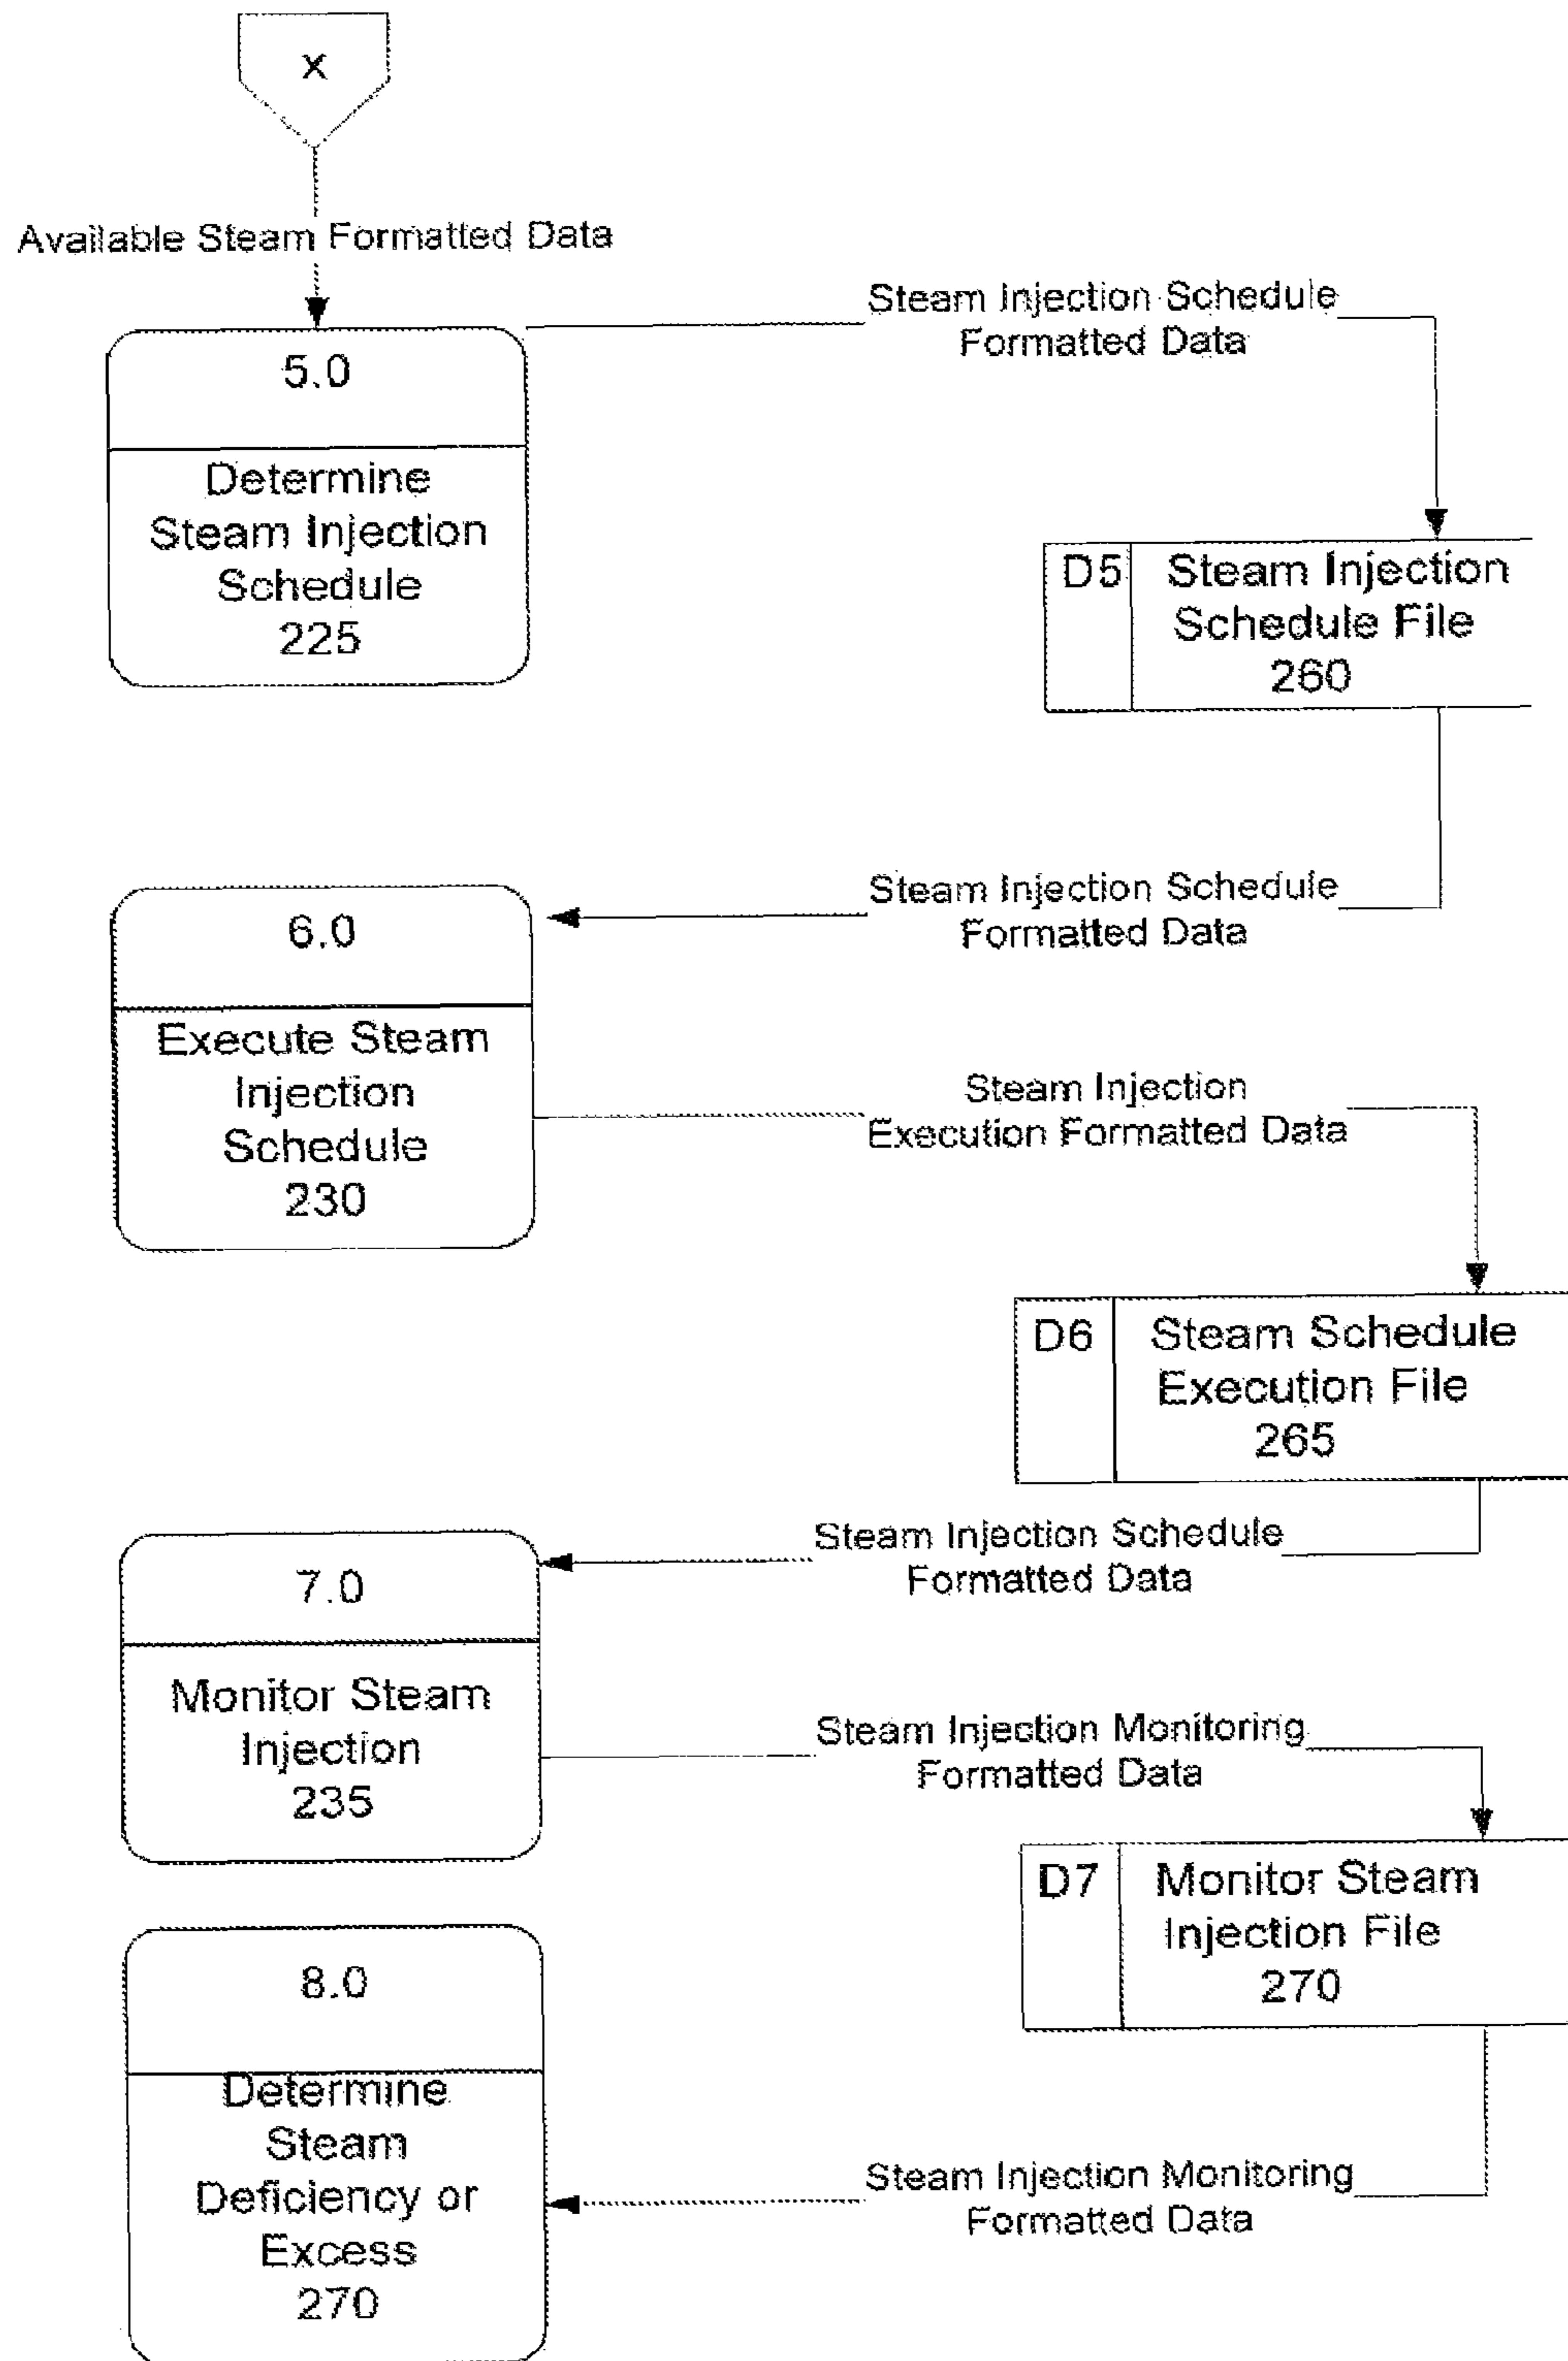 X
Available Steam Formatted Data
Steam Injection Schedule
Formatted Data
5.0
Determine
Steam Injection
Schedule
225
D5
Steam Injection
Schedule File
260
Steam Injection Schedule
Formatted Data
6.0
Execute Steam
Injection
Schedule
230
Steam Injection
Execution Formatted Data
D6
Steam Schedule
Execution File
265
Steam Injection Schedule
Formatted Data
7.0
Monitor Steam
Injection
235
Steam Injection Monitoring
Formatted Data
D7
Monitor Steam
Injection File
270
8.0
Determine
Steam
Deficiency or
Excess
270
Steam Injection Monitoring
Formatted Data